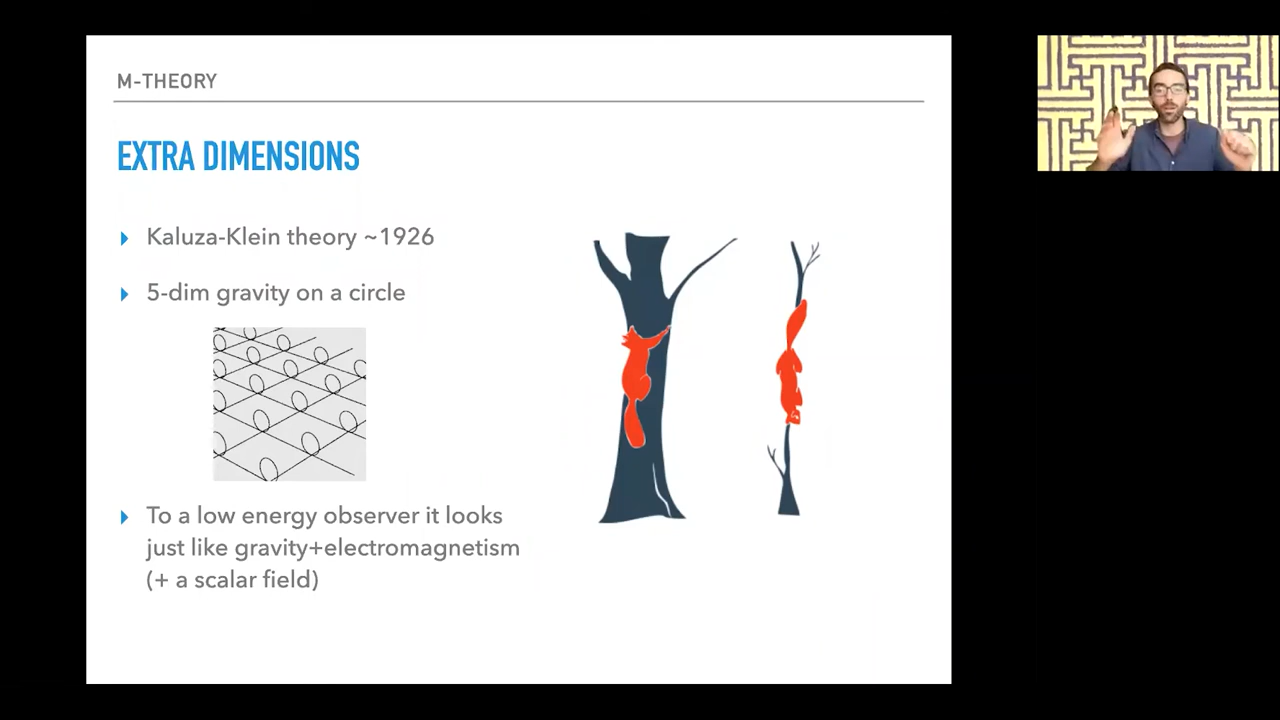 M-THEORY
EXTRA DIMENSIONS
Kaluza-Klein theory ~1926
5-dim gravity on a circle
To a low energy observer it looks
just like gravity+electromagnetism
(+ a scalar field)